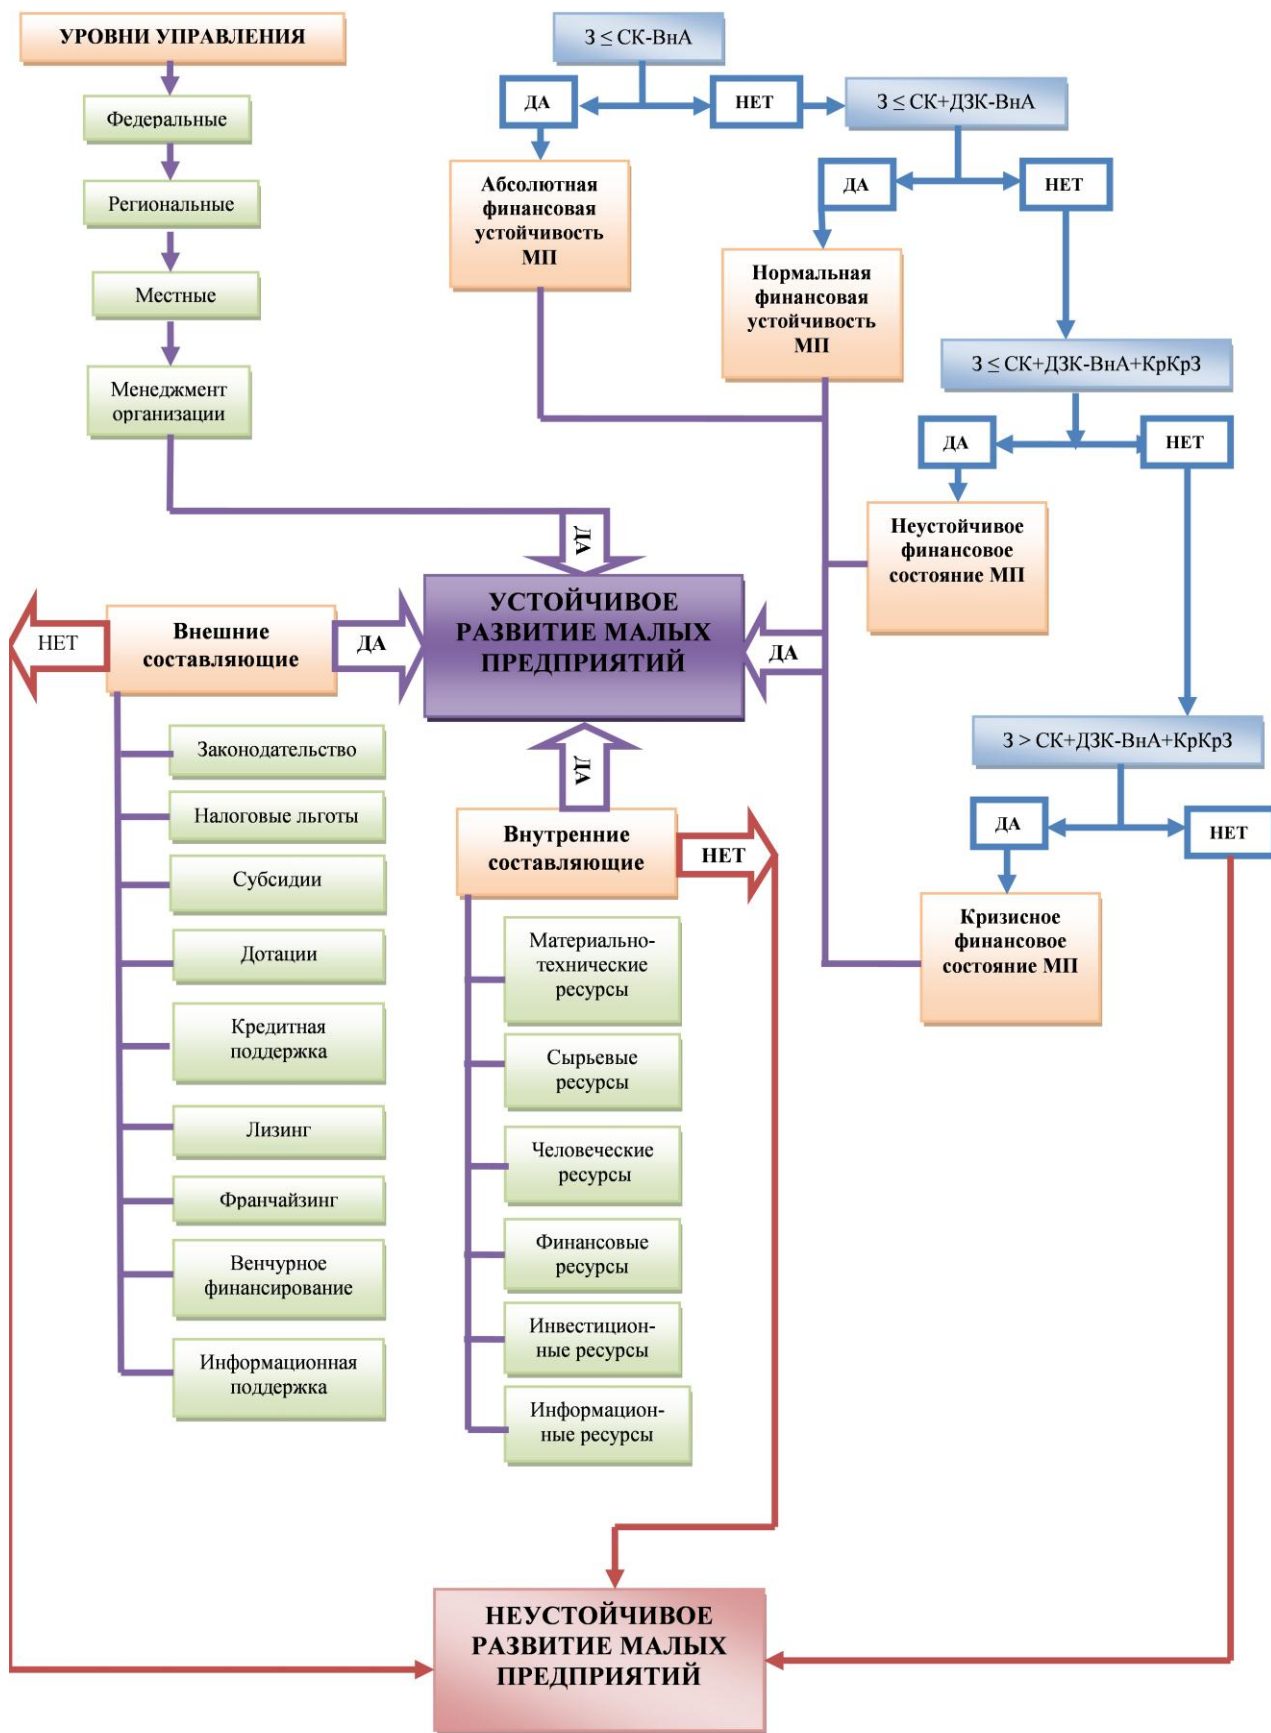 УРОВНИ УПРАВЛЕНИЯ
Федеральные
Региональные
Местные
Менеджмент
организации
З ≤ СК-ВнА
ДА
НЕТ
З ≤ СК+ДЗК-ВнА
Абсолютная
финансовая
устойчивость
МП
ДА
НЕТ
Нормальная
финансовая
устойчивость
МП
З ≤ СК+ДЗК-ВнА+КрКрЗ
ДА
НЕТ
Неустойчивое
финансовое
состояние МП
З > СК+ДЗК-ВнА+КрКрЗ
ДА
НЕТ
Кризисное
финансовое
состояние МП
ДА
УСТОЙЧИВОЕ
РАЗВИТИЕ МАЛЫХ
ПРЕДПРИЯТИЙ
НЕТ
Внешние
составляющие
ДА
ДА
ДА
Законодательство
Налоговые льготы
Субсидии
Дотации
Кредитная
поддержка
Лизинг
Франчайзинг
Венчурное
финансирование
Информационная
поддержка
Внутренние
составляющие
НЕТ
Материально-
технические
ресурсы
Сырьевые
ресурсы
Человеческие
ресурсы
Финансовые
ресурсы
Инвестицион-
ные ресурсы
Информацион-
ные ресурсы
НЕУСТОЙЧИВОЕ
РАЗВИТИЕ МАЛЫХ
ПРЕДПРИЯТИЙ